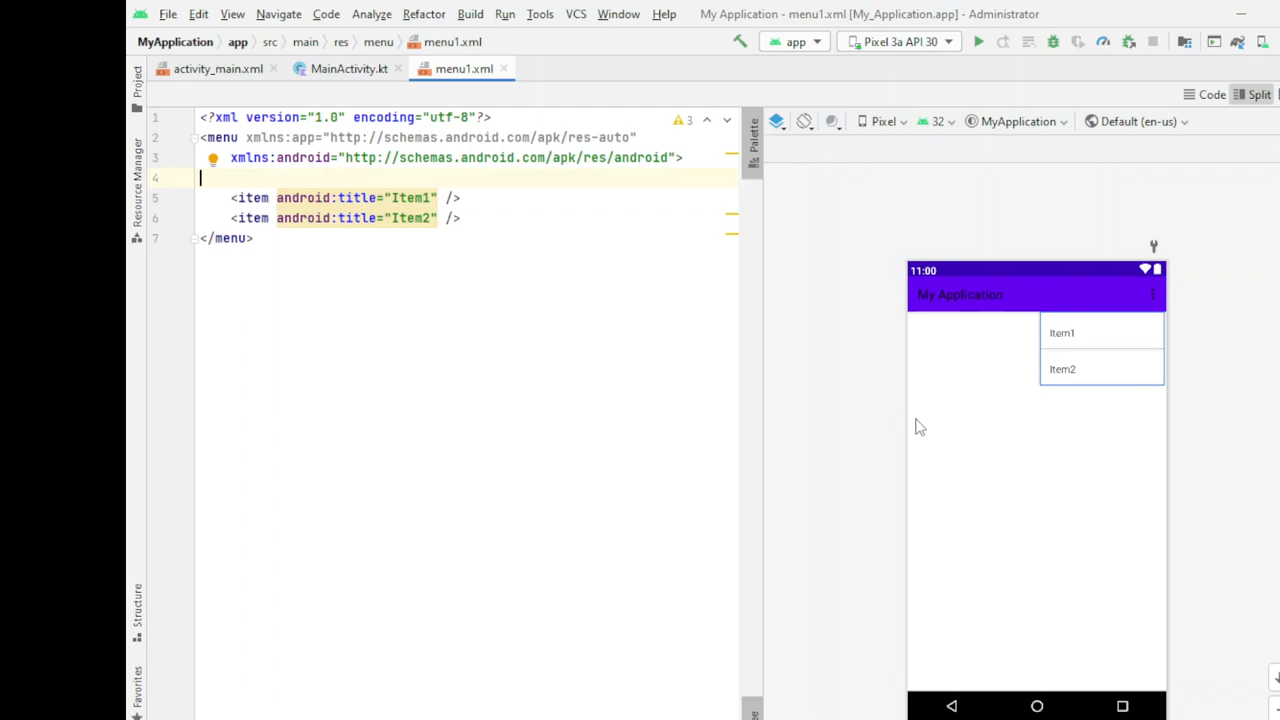 File Edit View Navigate Code Analyze Refactor Build Run Tools VCS Window Help My Application - menu1.xml [My_Application.app] - Administrator
MyApplication app src main res menu menu1.xml app Pixel 3a API 30
activity_main.xml MainActivity.kt menu1.xml
Code Split
Project
Resource Manager
Structure
Favorites
1 <?xml version="1.0" encoding="utf-8"?>
2 <menu xmlns:app="http://schemas.android.com/apk/res-auto"
3 xmlns:android="http://schemas.android.com/apk/res/android">
4
5 <item android:title="Item1" />
6 <item android:title="Item2" />
7 </menu>
3
Palette
Pixel 32 MyApplication Default (en-us)
11:00
My Application
Item1
Item2